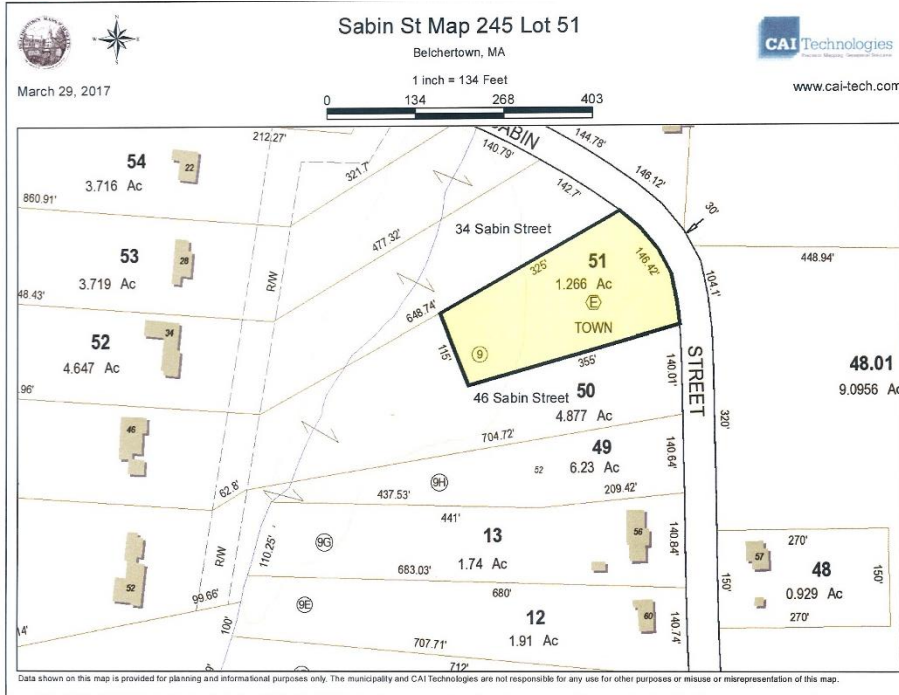 Sabin St Map 245 Lot 51
Belchertown, MA
CAI Technologies
1 inch = 134 Feet
March 29, 2017
www.cai-tech.com
0 134 268 403
212.27'
SABIN
140.79'
144.78'
54
22
3.716 Ac
321.7'
142.7'
146.12'
860.91'
30'
477.32'
34 Sabin Street
53
28
3.719 Ac
R/W
325'
51
146.42'
1.266 Ac
E
104.1'
448.94'
48.43'
648.74'
TOWN
52
34
4.647 Ac
115'
9
355'
140.01'
STREET
48.01
9.0956 Ac
.96'
46 Sabin Street
50
4.877 Ac
320'
46
704.72'
49
52
6.23 Ac
140.64'
62.8'
9H
437.53'
209.42'
441'
13
56
9G
110.25'
1.74 Ac
140.84'
270'
57
48
R/W
683.03'
150'
0.929 Ac
150'
52
99.66'
680'
9E
12
60
270'
100'
1.91 Ac
140.74'
707.71'
712'
Data shown on this map is provided for planning and informational purposes only. The municipality and CAI Technologies are not responsible for any use for other purposes or misuse or misrepresentation of this map.